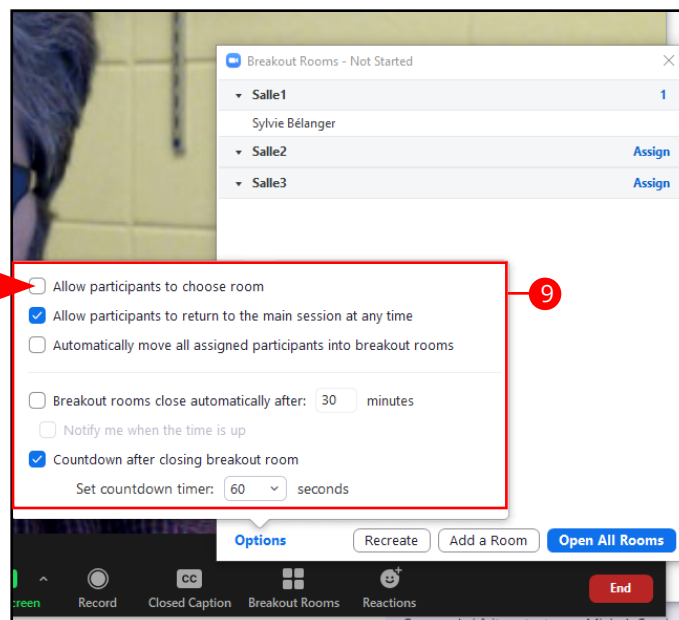 Breakout Rooms - Not Started
Salle1 1
Sylvie Bélanger
Salle2 Assign
Salle3 Assign
Allow participants to choose room
9
Allow participants to return to the main session at any time
Automatically move all assigned participants into breakout rooms
Breakout rooms close automatically after: 30 minutes
Notify me when the time is up
Countdown after closing breakout room
Set countdown timer: 60 seconds
Options Recreate Add a Room Open All Rooms
CC
End
reen Record Closed Caption Breakout Rooms Reactions